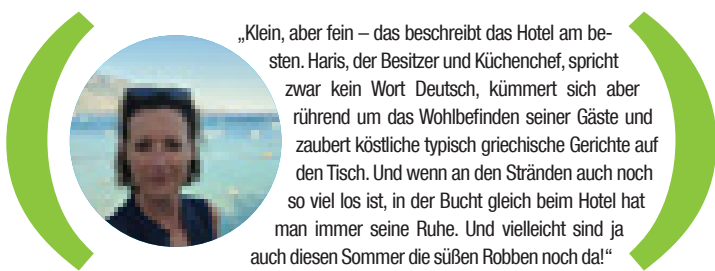 „Klein, aber fein – das beschreibt das Hotel am be-
sten. Haris, der Besitzer und Küchenchef, spricht
zwar kein Wort Deutsch, kümmert sich aber
rührend um das Wohlbefinden seiner Gäste und
zaubert köstliche typisch griechische Gerichte auf
den Tisch. Und wenn an den Stränden auch noch
so viel los ist, in der Bucht gleich beim Hotel hat
man immer seine Ruhe. Und vielleicht sind ja
auch diesen Sommer die süßen Robben noch da!“